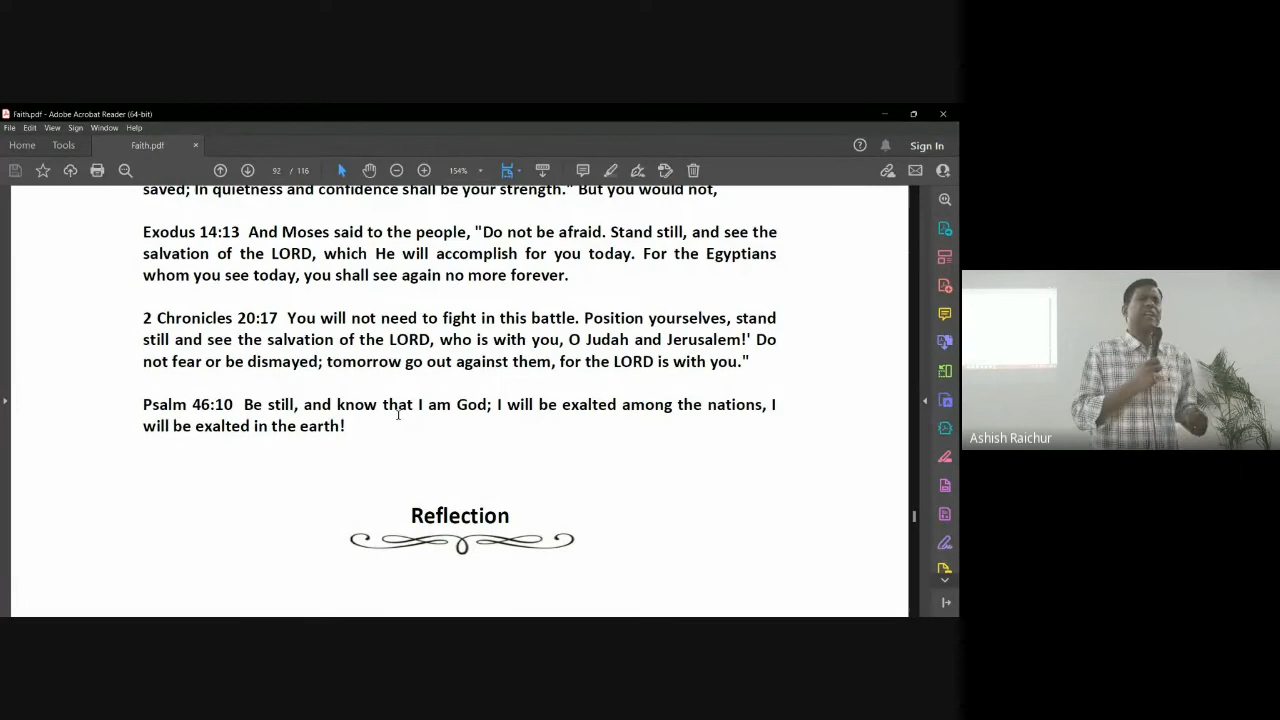 Faith.pdf - Adobe Acrobat Reader (64-bit)
File Edit View Sign Window Help
Home Tools Faith.pdf × Sign In
92 / 116 154%
saved; In quietness and confidence shall be your strength." But you would not,
Exodus 14:13 And Moses said to the people, "Do not be afraid. Stand still, and see the
salvation of the LORD, which He will accomplish for you today. For the Egyptians
whom you see today, you shall see again no more forever.
2 Chronicles 20:17 You will not need to fight in this battle. Position yourselves, stand
still and see the salvation of the LORD, who is with you, O Judah and Jerusalem!' Do
not fear or be dismayed; tomorrow go out against them, for the LORD is with you."
Psalm 46:10 Be still, and know that I am God; I will be exalted among the nations, I
will be exalted in the earth!
Reflection
Ashish Raichur